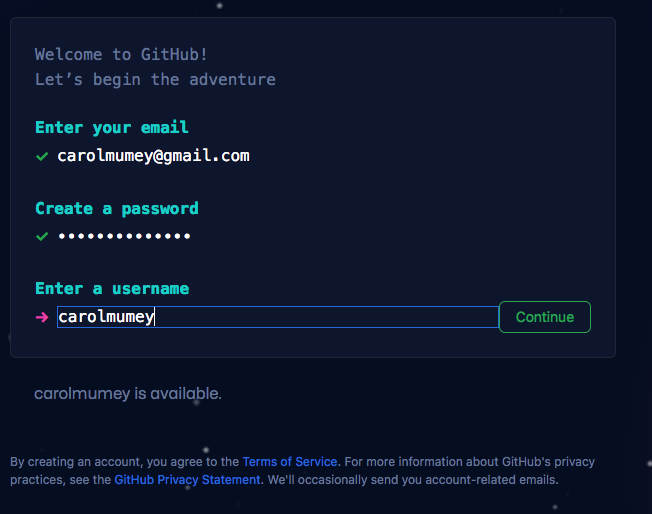 Welcome to GitHub!
Let’s begin the adventure
Enter your email
✓ carolmumey@gmail.com
Create a password
✓ ••••••••••••••
Enter a username
→ carolmumey
Continue
carolmumey is available.
By creating an account, you agree to the Terms of Service. For more information about GitHub's privacy
practices, see the GitHub Privacy Statement. We'll occasionally send you account-related emails.